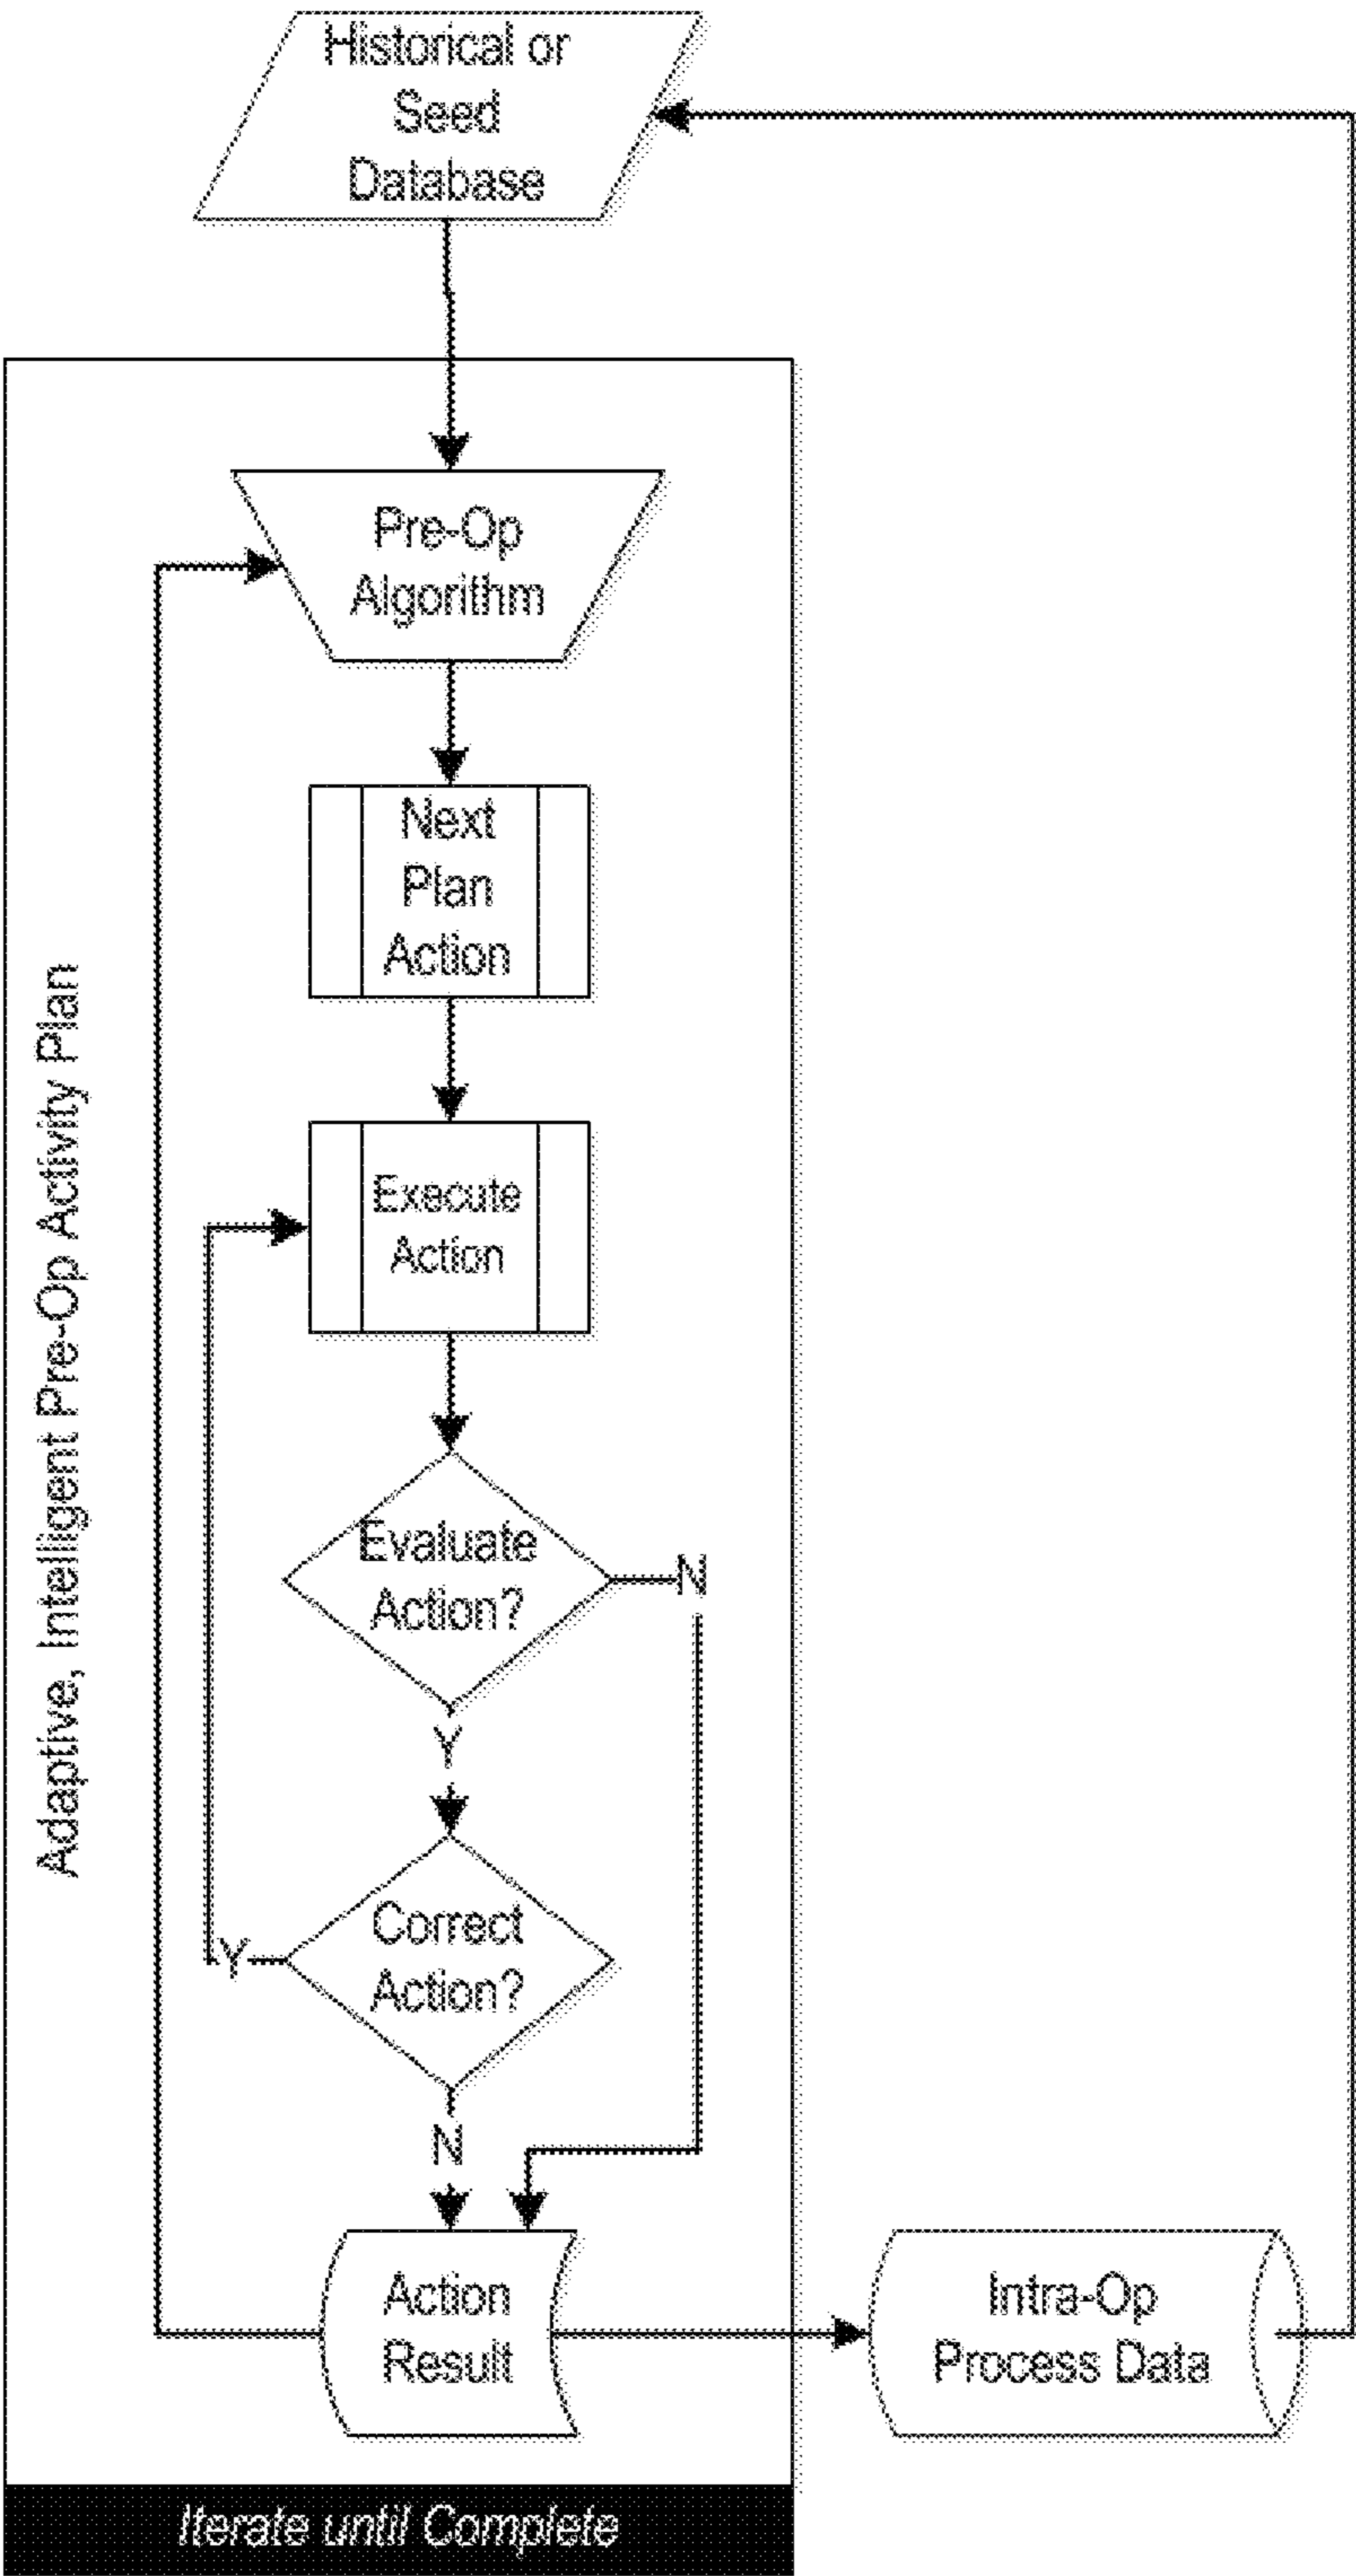 Historical or
Seed
Database
Adaptive, Intelligent Pre-Op Activity Plan
Pre-Op
Algorithm
Next
Plan
Action
Execute
Action
Evaluate
Action?
N
Y
Correct
Action?
Y
N
Action
Result
Intra-Op
Process Data
Iterate until Complete